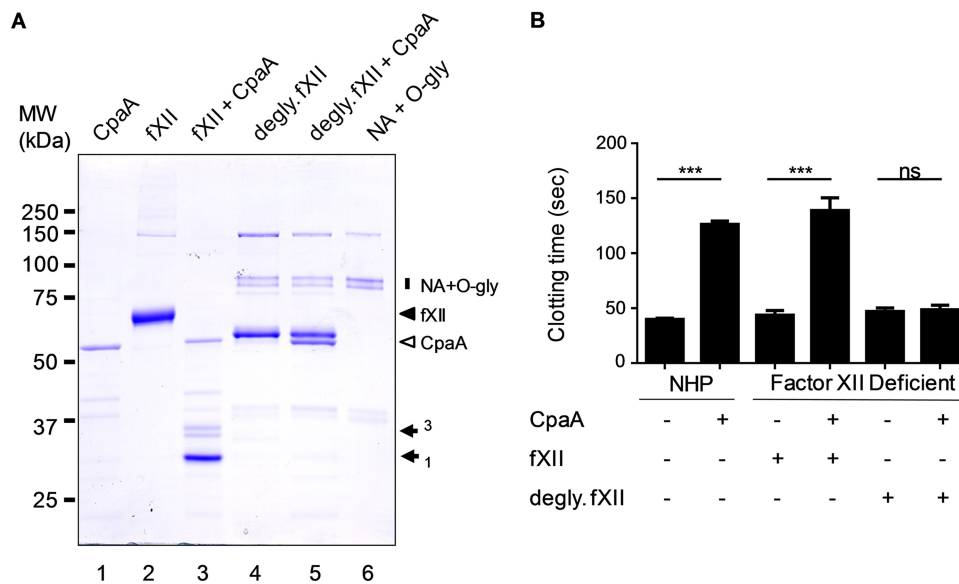 A
MW
(kDa)
CpaA
fXII
fXII + CpaA
degly. fXII
degly. fXII + CpaA
NA + O-gly
250
150
100
75
50
37
25
NA+O-gly
fXII
CpaA
3
1
1 2 3 4 5 6
B
Clotting time (sec)
200
150
100
50
0
*** *** ns
NHP Factor XII Deficient
CpaA - + - + - +
fXII - - + + - -
degly. fXII - - - - + +